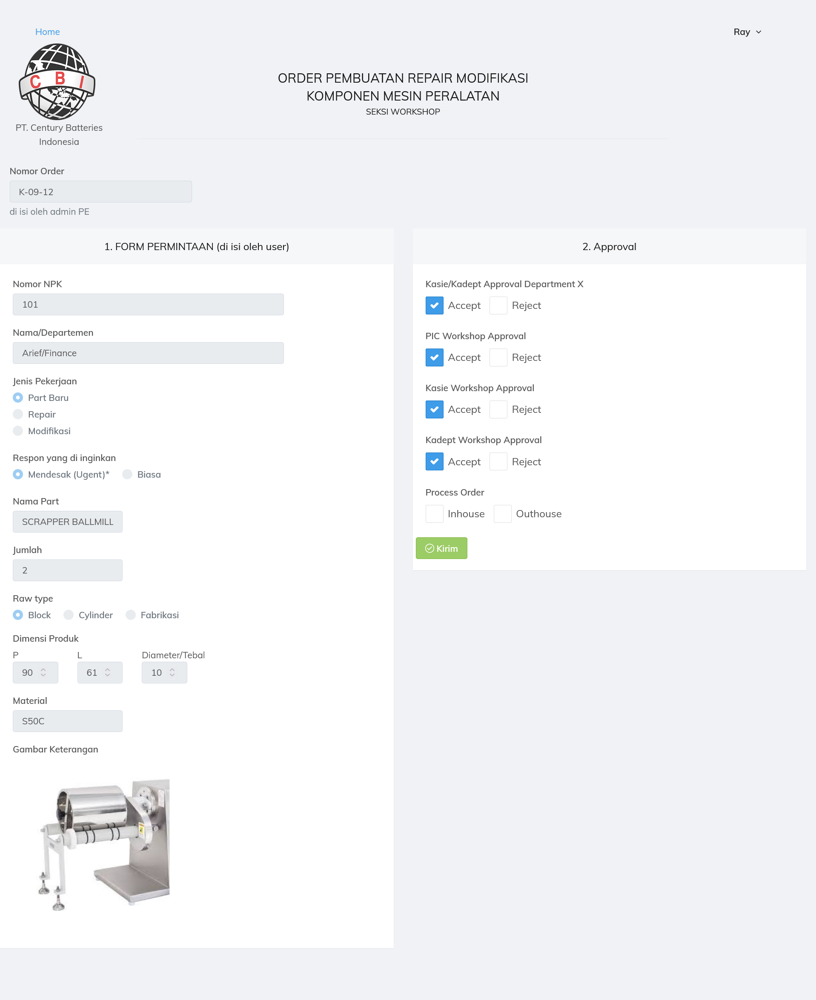 Home
Ray
C B I
PT. Century Batteries
Indonesia
ORDER PEMBUATAN REPAIR MODIFIKASI
KOMPONEN MESIN PERALATAN
SEKSI WORKSHOP
Nomor Order
K-09-12
di isi oleh admin PE
1. FORM PERMINTAAN (di isi oleh user)
Nomor NPK
101
Nama/Departemen
Arief/Finance
Jenis Pekerjaan
Part Baru
Repair
Modifikasi
Respon yang di inginkan
Mendesak (Ugent)* Biasa
Nama Part
SCRAPPER BALLMILL
Jumlah
2
Raw type
Block Cylinder Fabrikasi
Dimensi Produk
P L Diameter/Tebal
90 61 10
Material
S50C
Gambar Keterangan
2. Approval
Kasie/Kadept Approval Department X
Accept Reject
PIC Workshop Approval
Accept Reject
Kasie Workshop Approval
Accept Reject
Kadept Workshop Approval
Accept Reject
Process Order
Inhouse Outhouse
Kirim